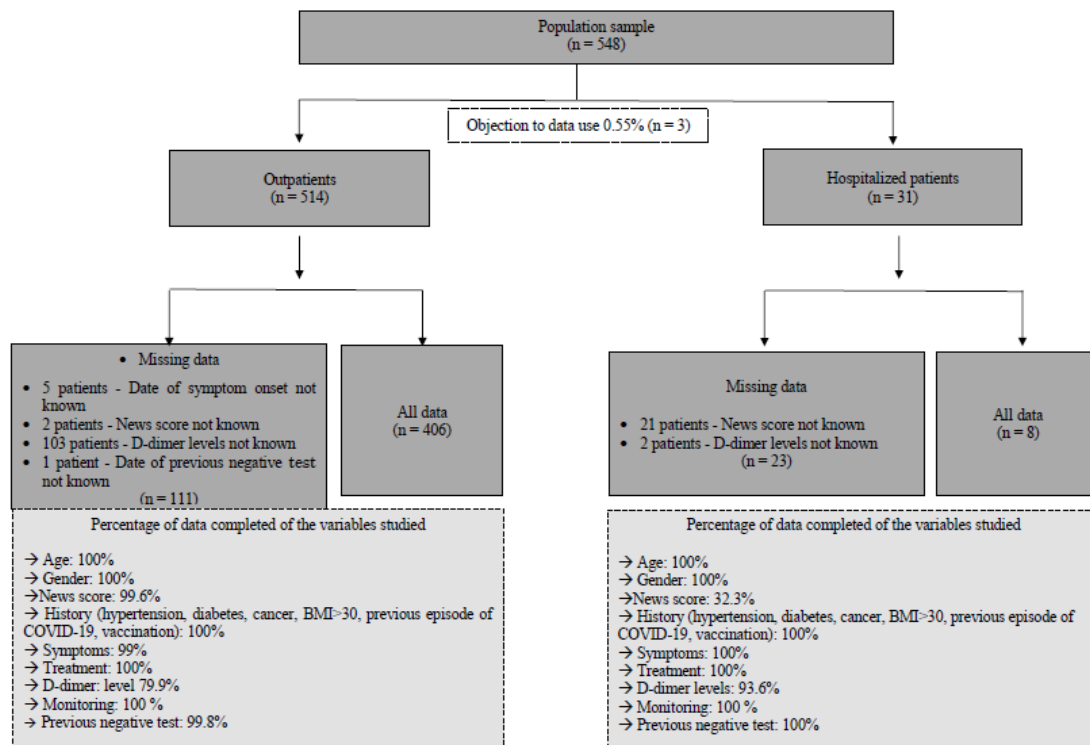 Population sample
(n = 548)
Objection to data use 0.55% (n = 3)
Outpatients
(n = 514)
Hospitalized patients
(n = 31)
• Missing data
• 5 patients - Date of symptom onset not
known
• 2 patients - News score not known
• 103 patients - D-dimer levels not known
• 1 patient - Date of previous negative test
not known
(n = 111)
All data
(n = 406)
Missing data
• 21 patients - News score not known
• 2 patients - D-dimer levels not known
(n = 23)
All data
(n = 8)
Percentage of data completed of the variables studied
→ Age: 100%
→ Gender: 100%
→News score: 99.6%
→ History (hypertension, diabetes, cancer, BMI>30, previous episode of
COVID-19, vaccination): 100%
→ Symptoms: 99%
→ Treatment: 100%
→ D-dimer: level 79.9%
→ Monitoring: 100 %
→ Previous negative test: 99.8%
Percentage of data completed of the variables studied
→ Age: 100%
→ Gender: 100%
→News score: 32.3%
→ History (hypertension, diabetes, cancer, BMI>30, previous episode of
COVID-19, vaccination): 100%
→ Symptoms: 100%
→ Treatment: 100%
→ D-dimer levels: 93.6%
→ Monitoring: 100 %
→ Previous negative test: 100%